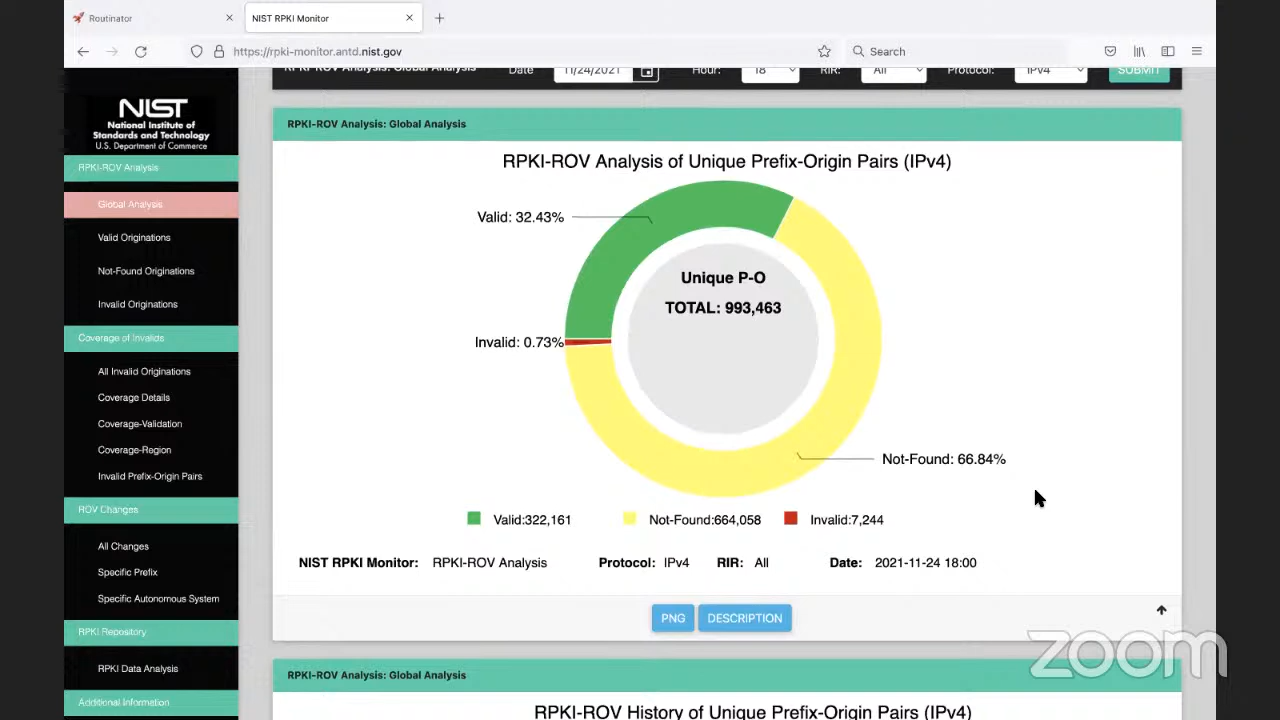 Routinator
NIST RPKI Monitor
https://rpki-monitor.antd.nist.gov
Search
RPKI-ROV Analysis: Global Analysis
Date
11/24/2021
Hour:
18
RIR:
All
Protocol:
IPv4
SUBMIT
NIST
National Institute of
Standards and Technology
U.S. Department of Commerce
RPKI-ROV Analysis
Global Analysis
Valid Originations
Not-Found Originations
Invalid Originations
Coverage of Invalids
All Invalid Originations
Coverage Details
Coverage-Validation
Coverage-Region
Invalid Prefix-Origin Pairs
ROV Changes
All Changes
Specific Prefix
Specific Autonomous System
RPKI Repository
RPKI Data Analysis
Additional Information
RPKI-ROV Analysis: Global Analysis
RPKI-ROV Analysis of Unique Prefix-Origin Pairs (IPv4)
Valid: 32.43%
Unique P-O
TOTAL: 993,463
Invalid: 0.73%
Not-Found: 66.84%
Valid:322,161
Not-Found:664,058
Invalid:7,244
NIST RPKI Monitor: RPKI-ROV Analysis Protocol: IPv4 RIR: All Date: 2021-11-24 18:00
PNG
DESCRIPTION
zoom
RPKI-ROV Analysis: Global Analysis
RPKI-ROV History of Unique Prefix-Origin Pairs (IPv4)